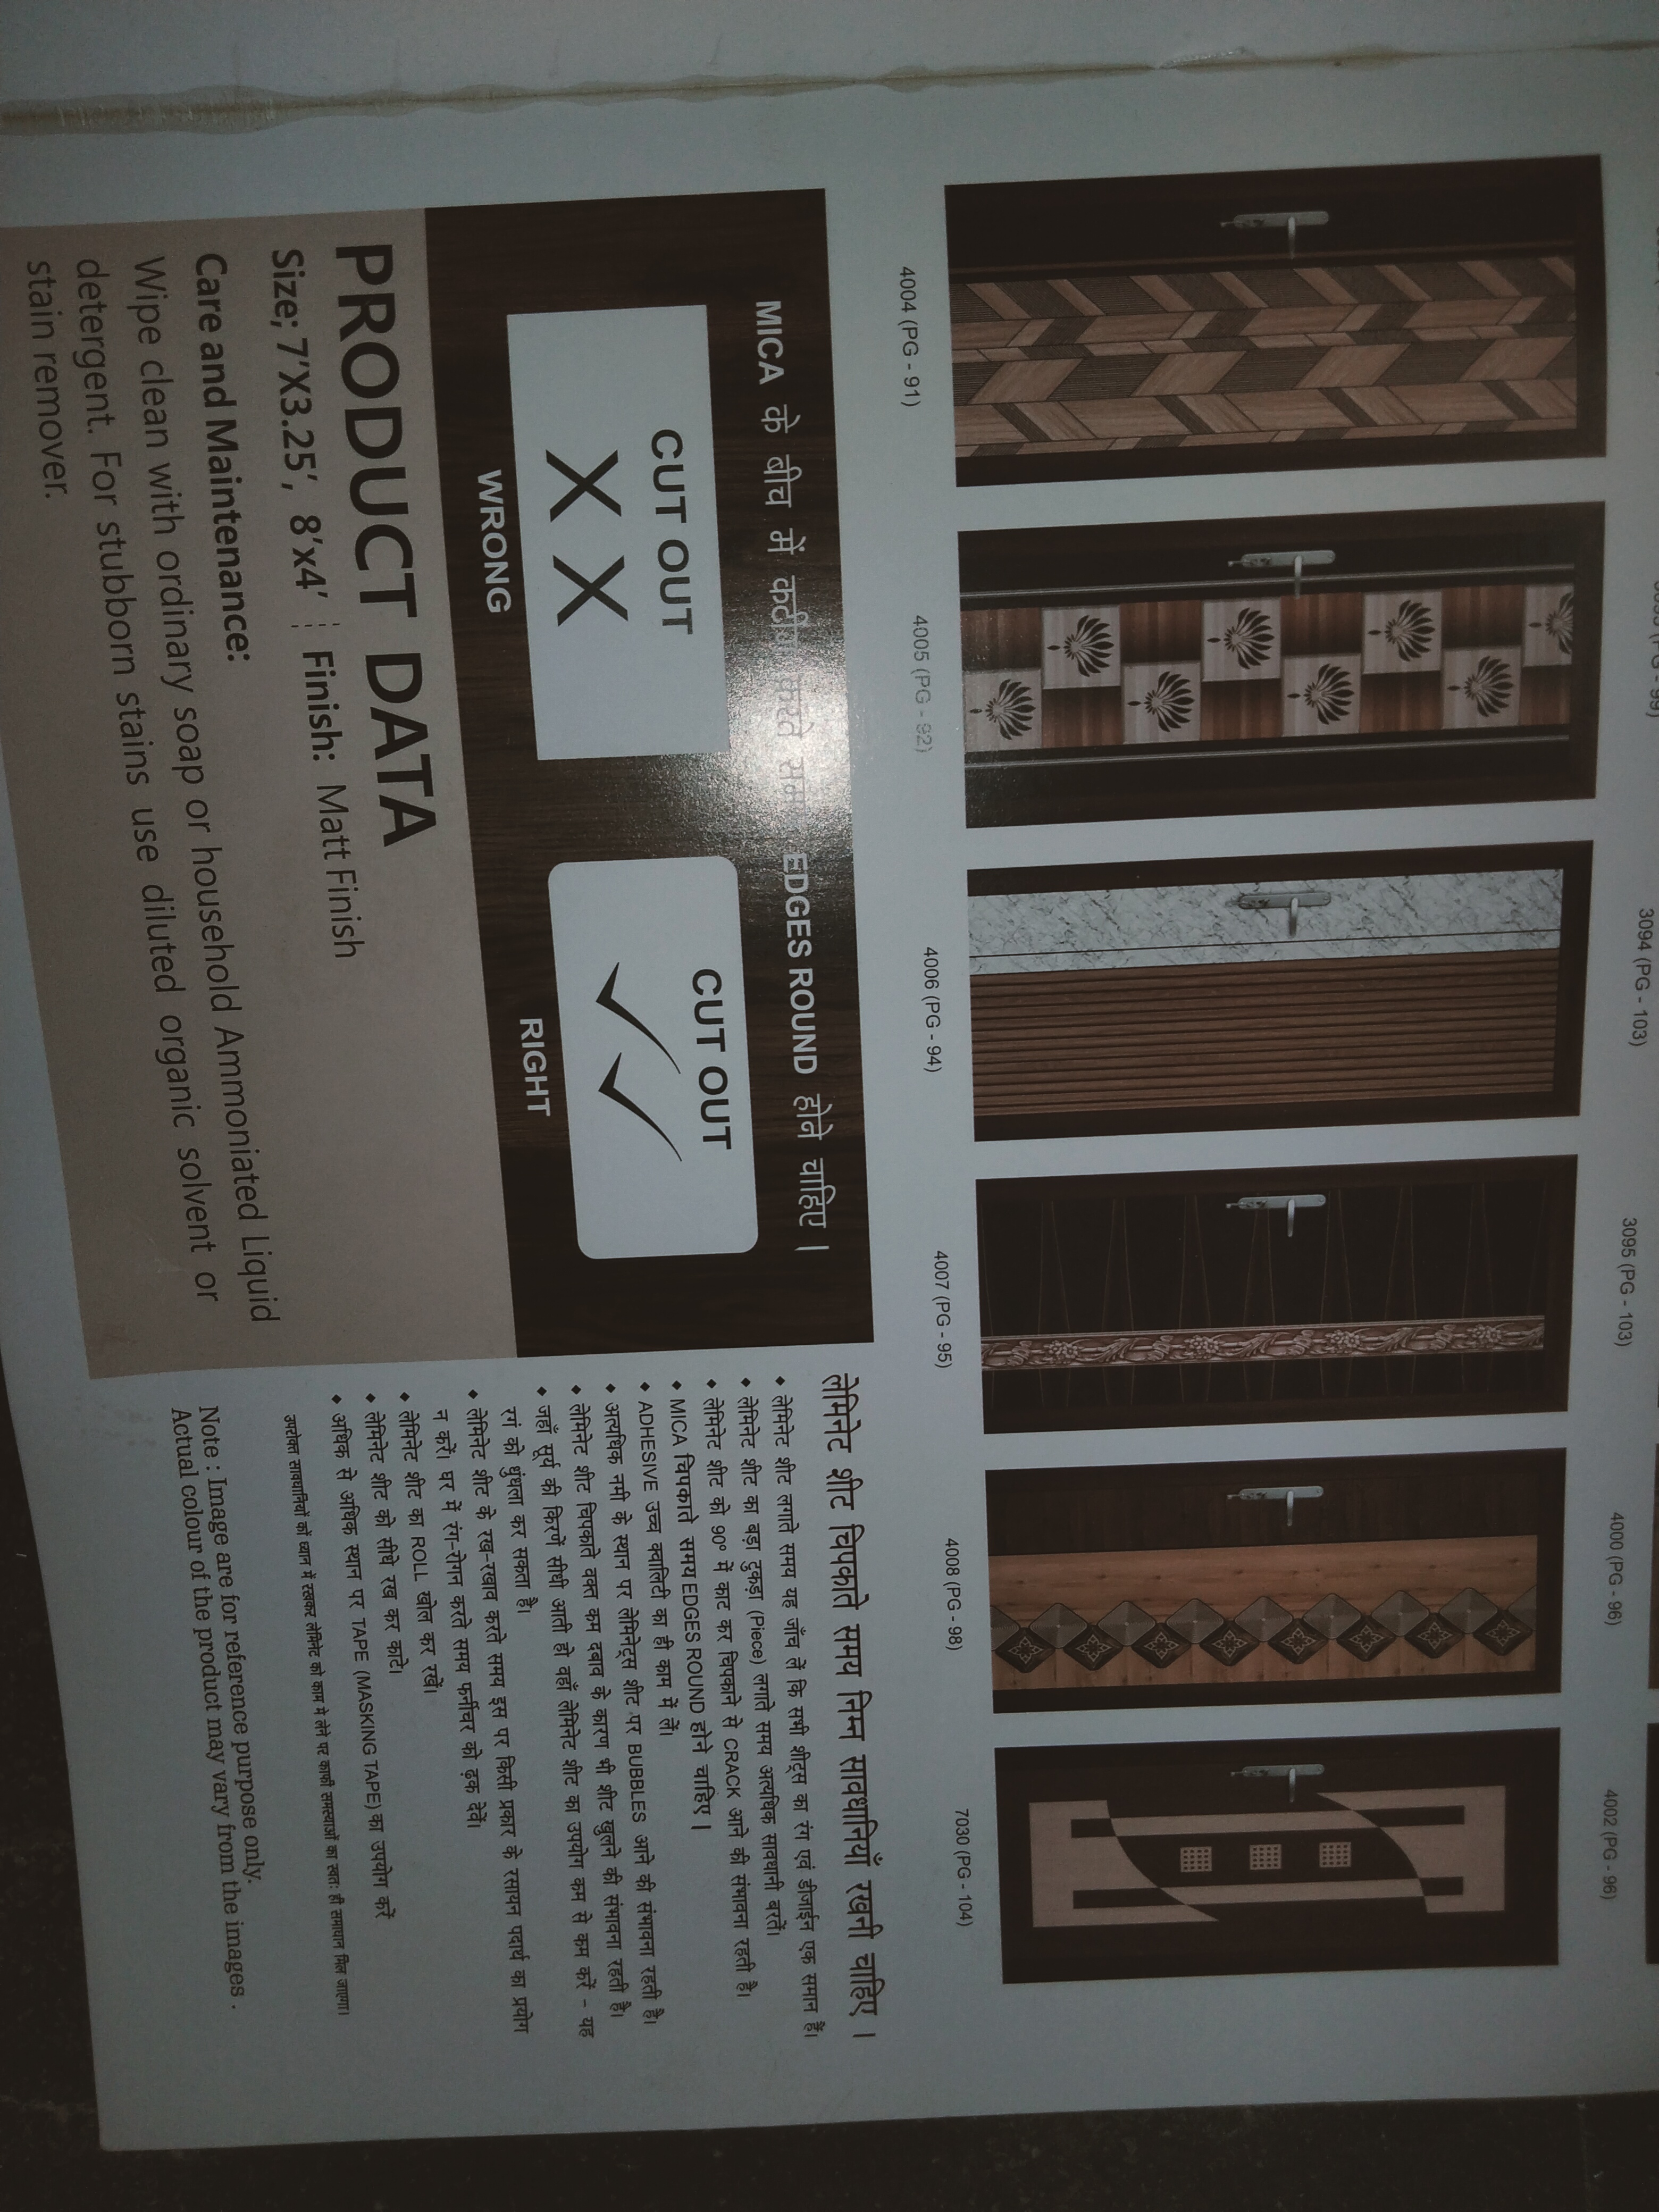 3094 (PG - 103)
3095 (PG - 103)
4000 (PG - 96)
4002 (PG - 96)
4004 (PG - 91)
4005 (PG - 92)
4006 (PG - 94)
4007 (PG - 95)
4008 (PG - 98)
7030 (PG - 104)
MICA के बीच में करते EDGES ROUND होने चाहिए |
CUT OUT
X X
WRONG
CUT OUT
✓ ✓
RIGHT
PRODUCT DATA
Size; 7'X3.25', 8'x4' ⋮ Finish: Matt Finish
Care and Maintenance:
Wipe clean with ordinary soap or household Ammoniated Liquid
detergent. For stubborn stains use diluted organic solvent or
stain remover.
लेमिनेट शीट चिपकाते समय निम्न सावधानियाँ रखनी चाहिए |
♦ लेमिनेट शीट लगाते समय यह जाँच लें कि सभी शीट्स का रंग एवं डीजाईन एक समान हैं।
♦ लेमिनेट शीट का बड़ा टुकड़ा (Piece) लगाते समय अत्यधिक सावधानी बरतें।
♦ लेमिनेट शीट को 90° में काट कर चिपकाने से CRACK आने की संभावना रहती है।
♦ MICA चिपकाते समय EDGES ROUND होने चाहिए |
♦ ADHESIVE उच्च क्वालिटी का ही काम में लें।
♦ अत्यधिक नमी के स्थान पर लेमिनेट्स शीट पर BUBBLES आने की संभावना रहती है।
♦ लेमिनेट शीट चिपकाते वक्त कम दबाव के कारण भी शीट खुलने की संभावना रहती है।
♦ जहाँ सूर्य की किरणें सीधी आती हो वहाँ लेमिनेट शीट का उपयोग कम से कम करें - यह
रगं को धुंधला कर सकता है।
♦ लेमिनेट शीट के रख-रखाव करते समय इस पर किसी प्रकार के रसायन पदार्थ का प्रयोग
न करें। घर में रंग-रोगन करते समय फर्नीचर को ढ़क देवें।
♦ लेमिनेट शीट का ROLL खोल कर रखें।
♦ लेमिनेट शीट को सीधे रख कर काटे।
♦ अधिक से अधिक स्थान पर TAPE (MASKING TAPE) का उपयोग करें
उपरोक्त सावधानियों को ध्यान में रखकर लेमिनेट को काम मे लेने पर काफी समस्याओं का स्वतः ही समाधान मिल जाएगा।
Note : Image are for reference purpose only.
Actual colour of the product may vary from the images .